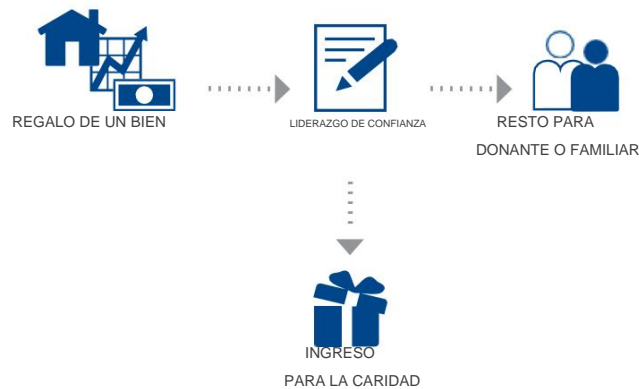 REGALO DE UN BIEN
LIDERAZGO DE CONFIANZA
RESTO PARA
DONANTE O FAMILIAR
INGRESO
PARA LA CARIDAD